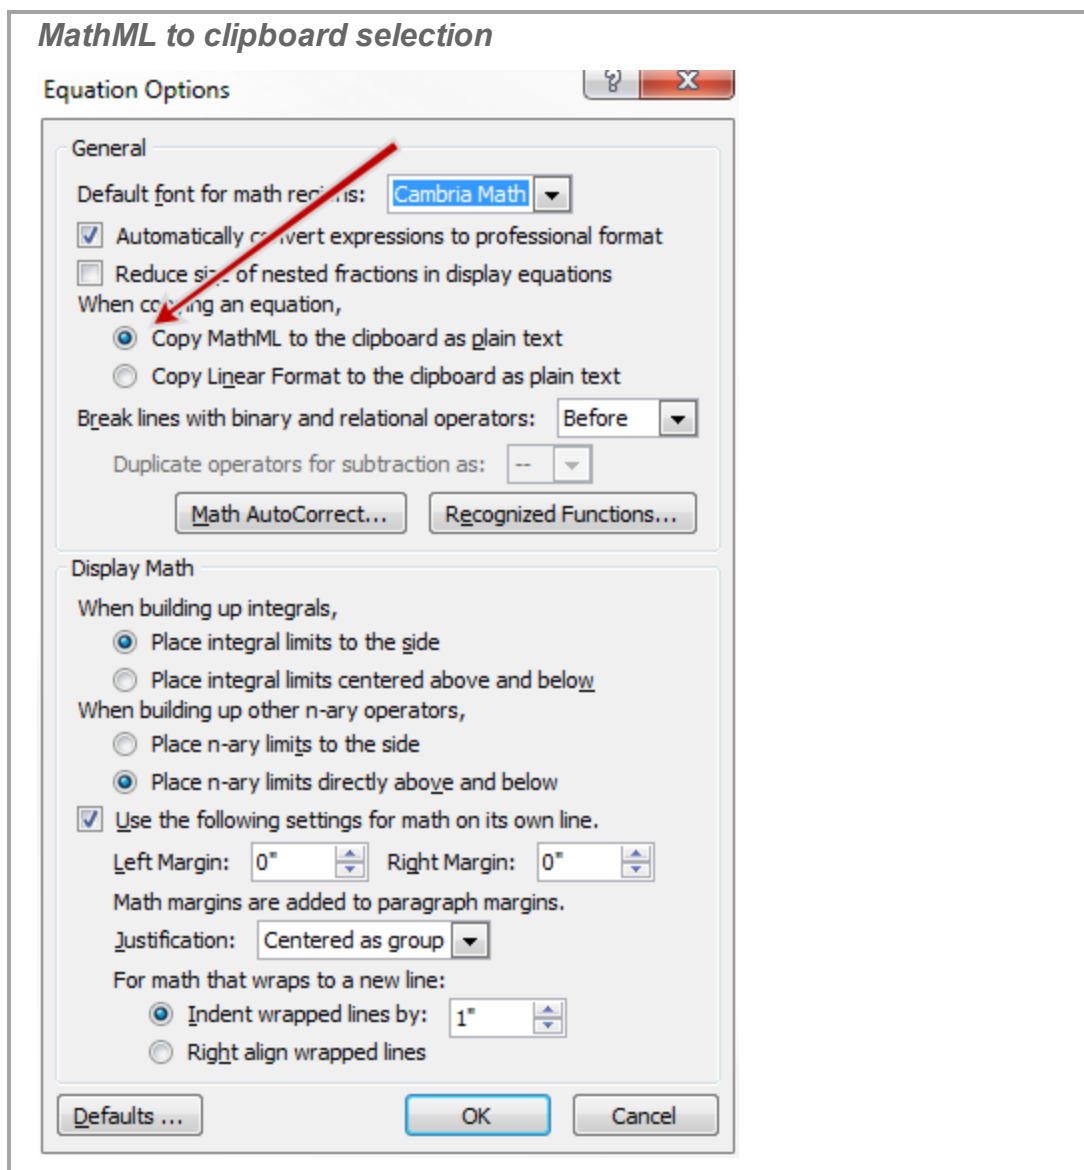 MathML to clipboard selection
Equation Options
General
Default font for math regions: Cambria Math
Automatically convert expressions to professional format
Reduce size of nested fractions in display equations
When copying an equation,
Copy MathML to the clipboard as plain text
Copy Linear Format to the clipboard as plain text
Break lines with binary and relational operators: Before
Duplicate operators for subtraction as: --
Math AutoCorrect... Recognized Functions...
Display Math
When building up integrals,
Place integral limits to the side
Place integral limits centered above and below
When building up other n-ary operators,
Place n-ary limits to the side
Place n-ary limits directly above and below
Use the following settings for math on its own line.
Left Margin: 0" Right Margin: 0"
Math margins are added to paragraph margins.
Justification: Centered as group
For math that wraps to a new line:
Indent wrapped lines by: 1"
Right align wrapped lines
Defaults ... OK Cancel